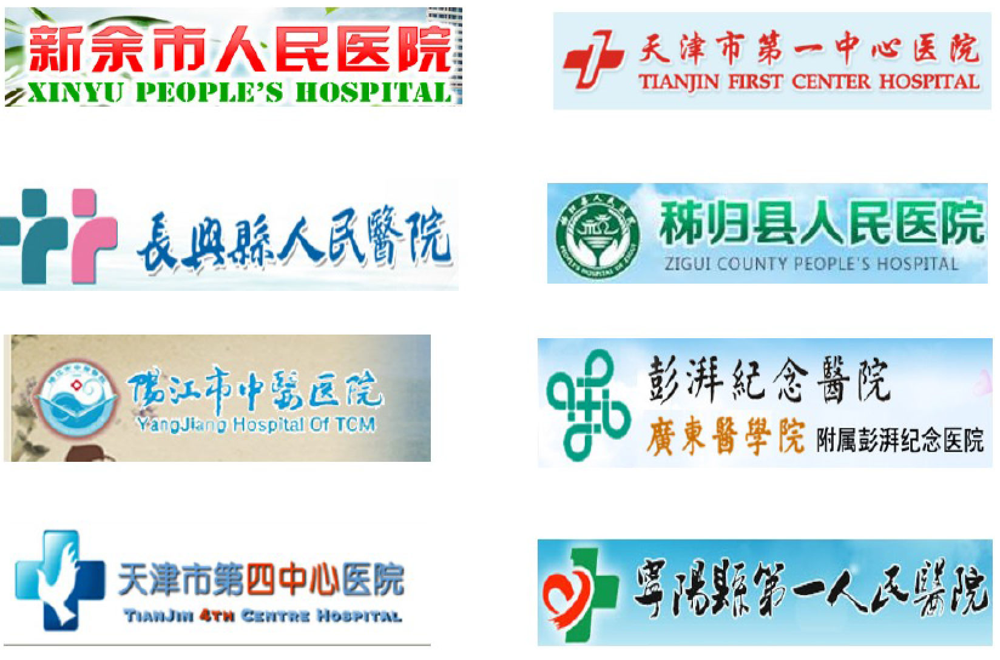 新余市人民医院
XINYU PEOPLE'S HOSPITAL
天津市第一中心医院
TIANJIN FIRST CENTER HOSPITAL
長興縣人民醫院
秭归县人民医院
ZIGUI COUNTY PEOPLE'S HOSPITAL
陽江市中醫医院
YangJiang Hospital Of TCM
彭湃紀念醫院
廣東醫學院 附属彭湃纪念医院
天津市第四中心医院
TIANJIN 4TH CENTRE HOSPITAL
寧陽縣第一人民醫院